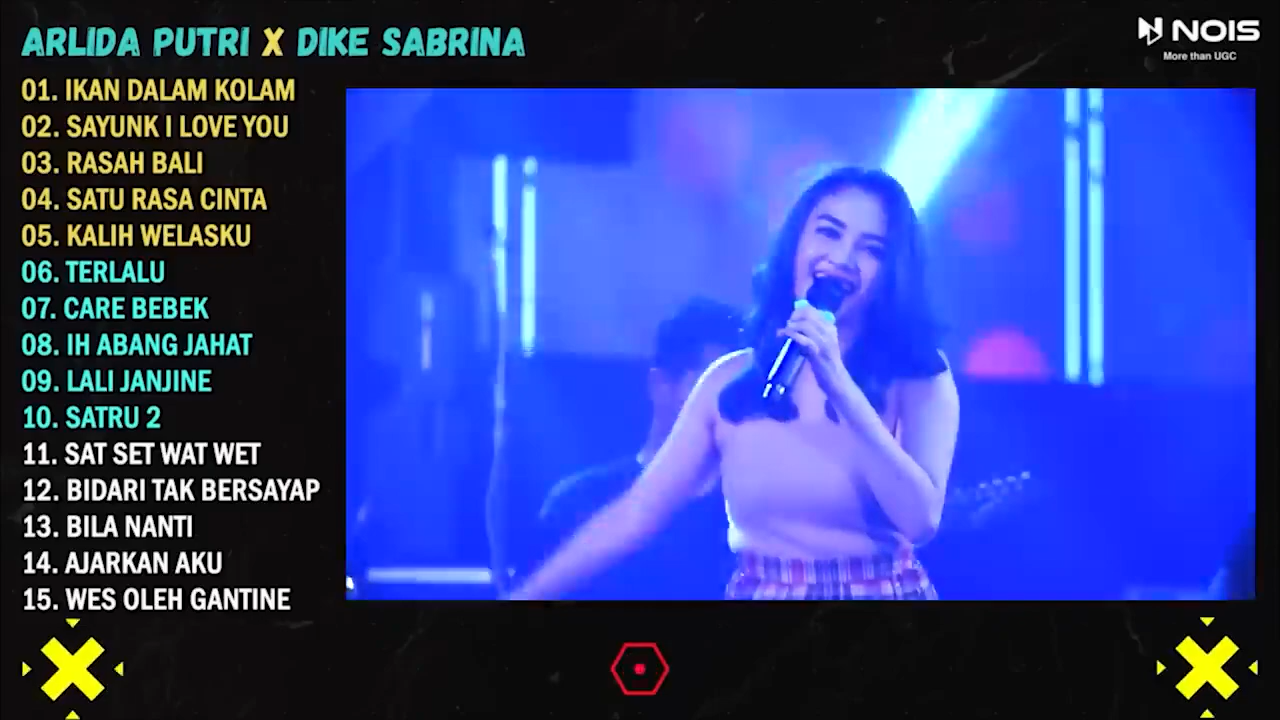 ARLIDA PUTRI X DIKE SABRINA
NOIS
More than UGC
01. IKAN DALAM KOLAM
02. SAYUNK I LOVE YOU
03. RASAH BALI
04. SATU RASA CINTA
05. KALIH WELASKU
06. TERLALU
07. CARE BEBEK
08. IH ABANG JAHAT
09. LALI JANJINE
10. SATRU 2
11. SAT SET WAT WET
12. BIDARI TAK BERSAYAP
13. BILA NANTI
14. AJARKAN AKU
15. WES OLEH GANTINE